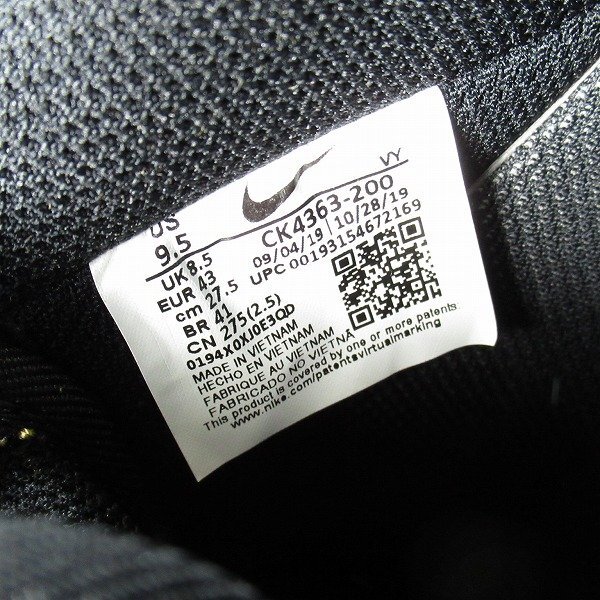 VY
US
9.5
UK 8.5
EUR 43
cm 27.5
BR 41
CN 275(2.5)
CK4363-200
09/04/19 | 10/28/19
UPC 00193154672169
0194X0XJ0E3QD
MADE IN VIETNAM
HECHO EN VIETNAM
FABRIQUE AU VIETNAM
FABRICADO NO VIETNA
This product is covered by one or more patents
www.nike.com/patentsvirtualmarking